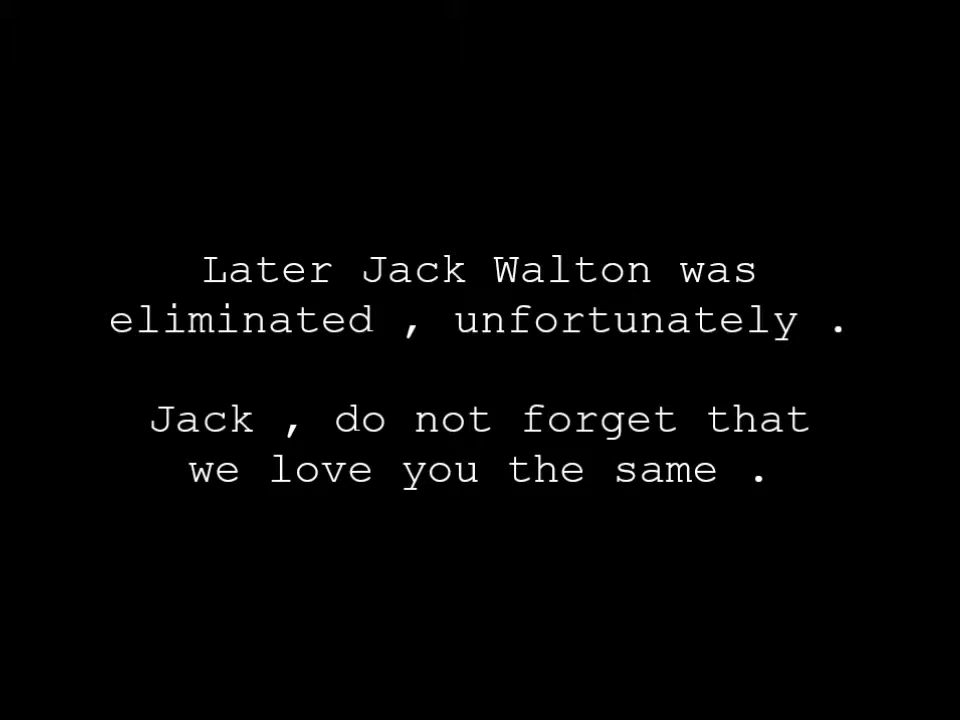 Later Jack Walton was
eliminated , unfortunately .
Jack , do not forget that
we love you the same .